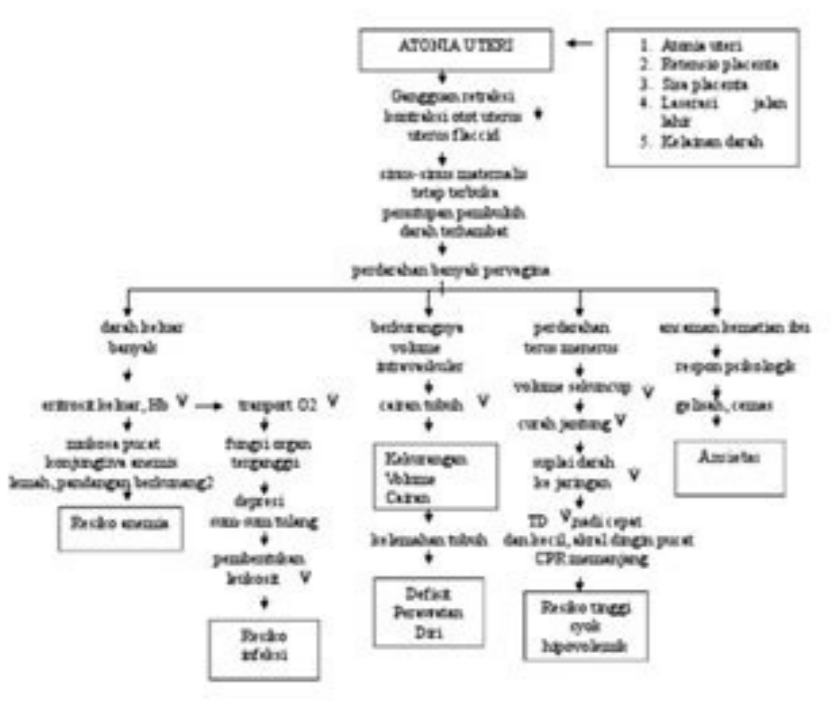 ATONIA UTERI
1. Atonia uteri
2. Retensio placenta
3. Sisa placenta
4. Laserasi jalan
lahir
5. Kelainan darah
Gangguan retraksi
kontraksi otot uterus
uterus flaccid
sinus-sinus maternalis
tetap terbuka
penutupan pembuluh
darah terhambat
perdarahan banyak pervagina
darah keluar
banyak
eritrosit keluar, Hb
mukosa pucat
konjungtiva anemis
lemah, pandangan berkunang2
Resiko anemia
transport O2
fungsi organ
terganggu
depresi
sum-sum tulang
pembentukan
leukosit
Resiko
infeksi
berkurangnya
volume
intravaskuler
cairan tubuh
Kekurangan
Volume
Cairan
kelemahan tubuh
Defisit
Perawatan
Diri
perdarahan
terus menerus
volume sekuncup
curah jantung
suplai darah
ke jaringan
TD nadi cepat
dan kecil, akral dingin pucat
CPR memanjang
Resiko tinggi
syok
hipovolemik
ancaman kematian ibu
respon psikologik
gelisah, cemas
Ansietas